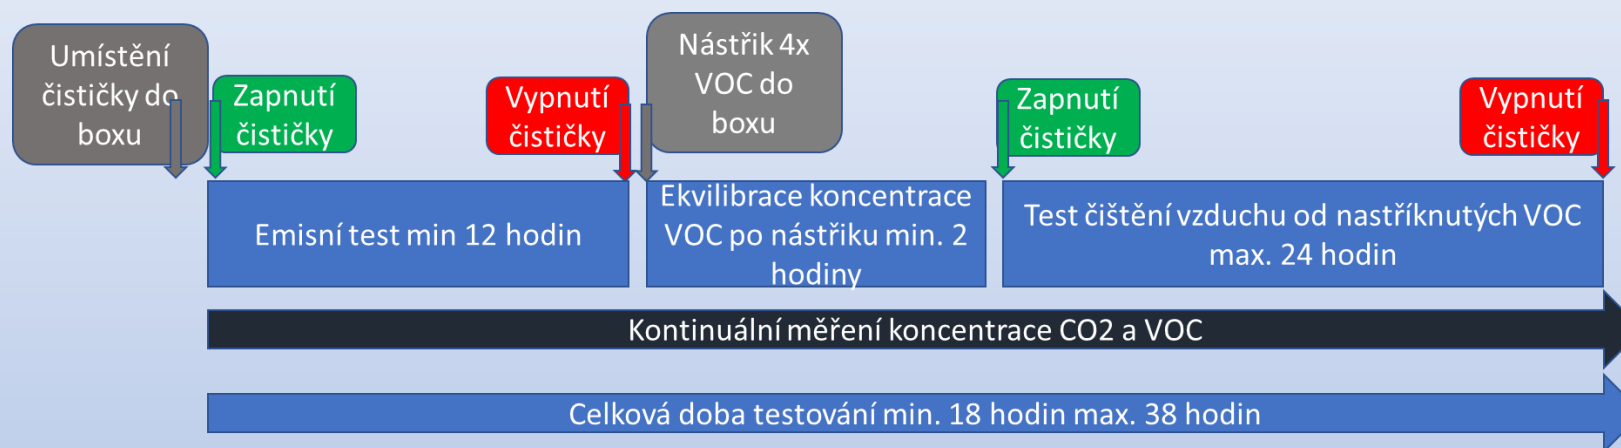 Umístění
čističky do
boxu
Zapnutí
čističky
Vypnutí
čističky
Nástřik 4x
VOC do
boxu
Zapnutí
čističky
Vypnutí
čističky
Emisní test min 12 hodin
Ekvilibrace koncentrace
VOC po nástřiku min. 2
hodiny
Test čištění vzduchu od nastříknutých VOC
max. 24 hodin
Kontinuální měření koncentrace CO2 a VOC
Celková doba testování min. 18 hodin max. 38 hodin